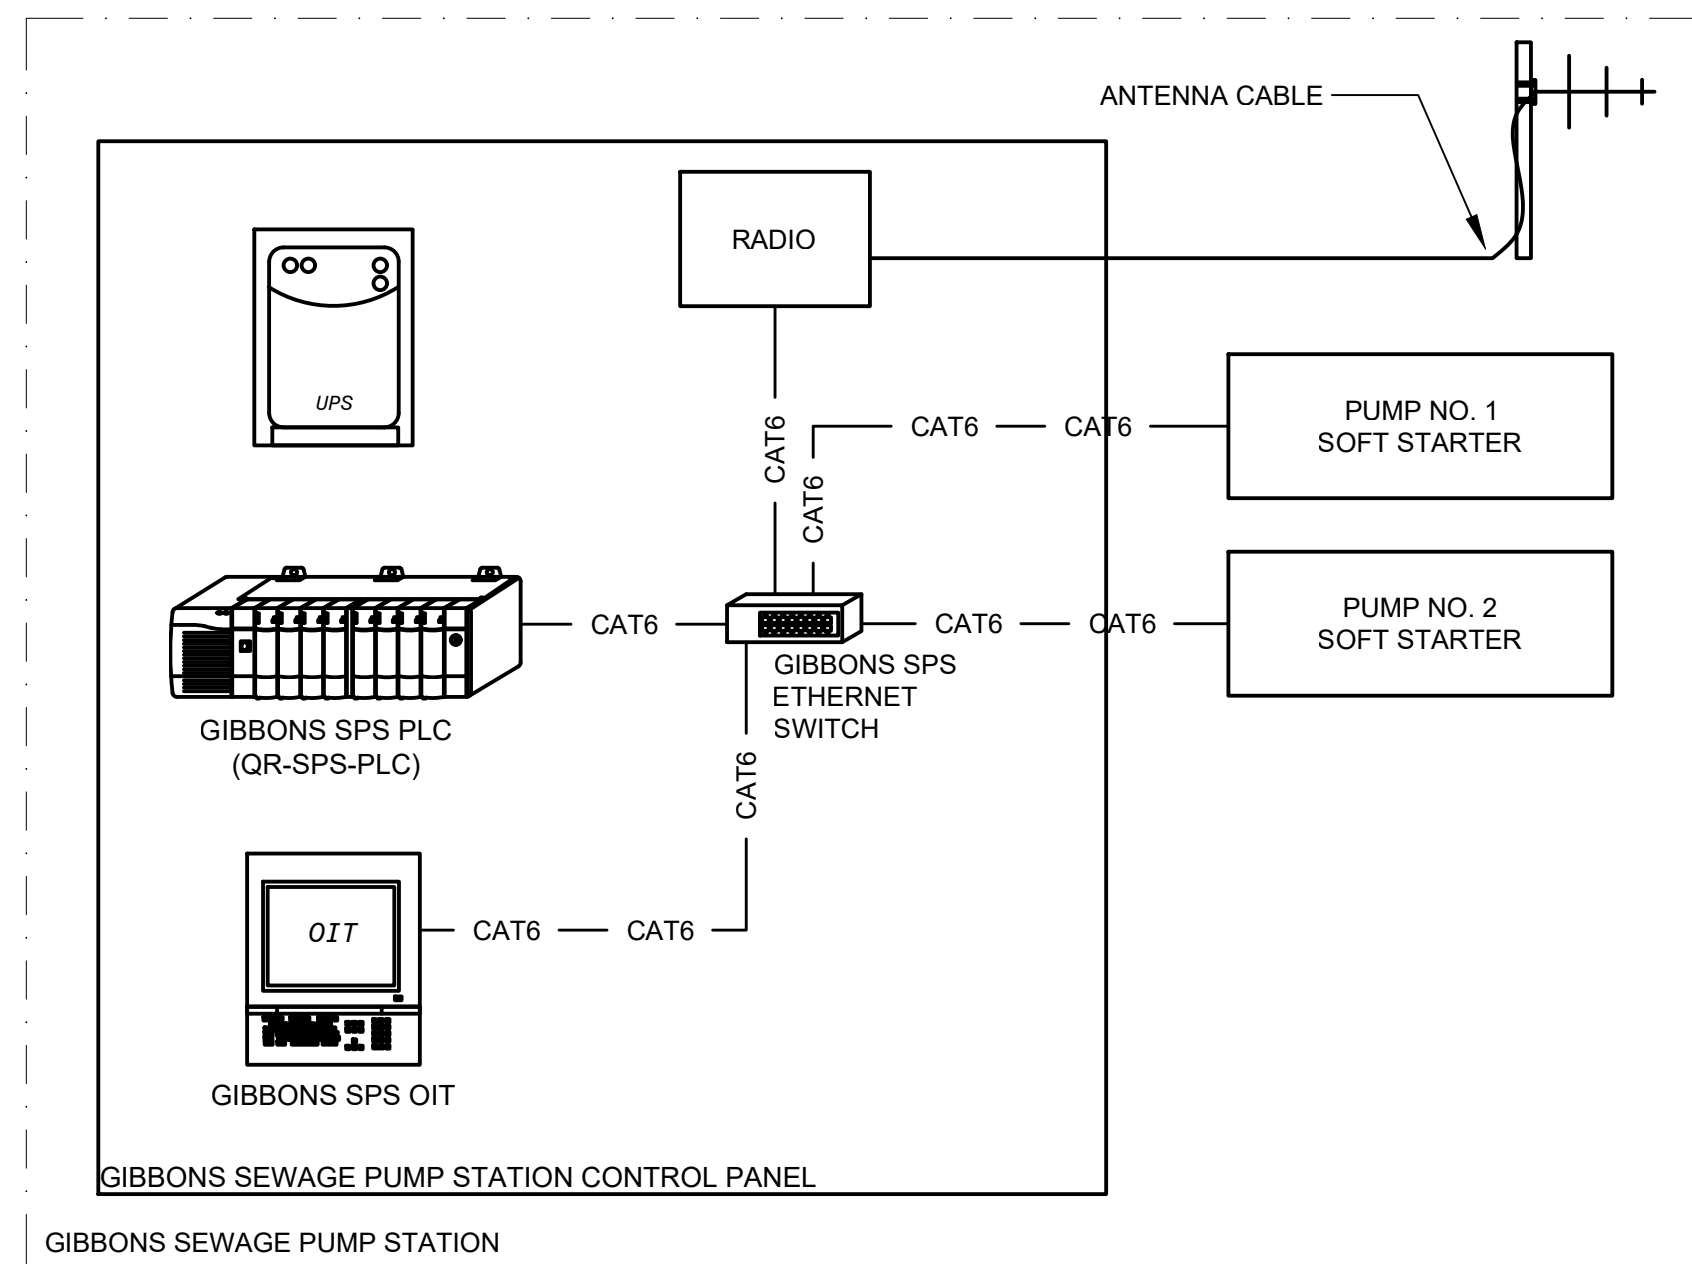 ANTENNA CABLE
RADIO
UPS
PUMP NO. 1
SOFT STARTER
CAT6
CAT6
CAT6
CAT6
PUMP NO. 2
SOFT STARTER
CAT6
CAT6
CAT6
GIBBONS SPS
ETHERNET
SWITCH
GIBBONS SPS PLC
(QR-SPS-PLC)
CAT6
OIT
CAT6
CAT6
GIBBONS SPS OIT
GIBBONS SEWAGE PUMP STATION CONTROL PANEL
GIBBONS SEWAGE PUMP STATION